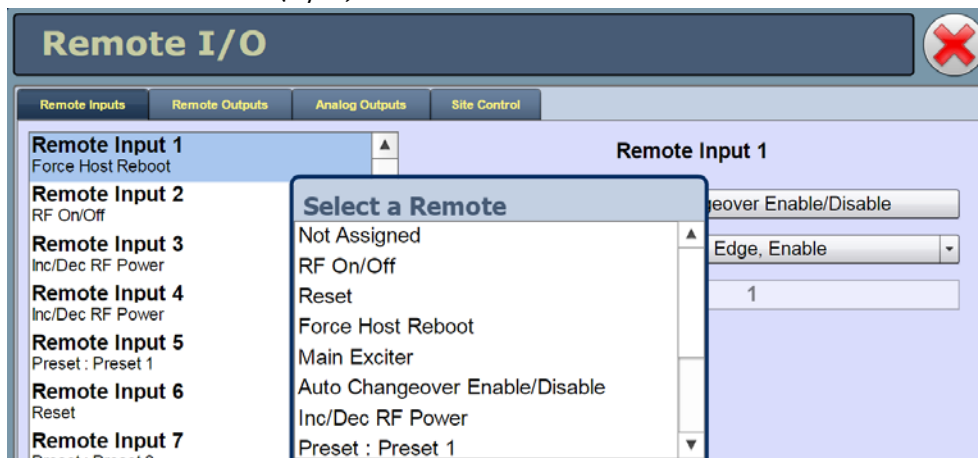 Remote I/O
Remote Inputs Remote Outputs Analog Outputs Site Control
Remote Input 1
Force Host Reboot
Remote Input 2
RF On/Off
Remote Input 3
Inc/Dec RF Power
Remote Input 4
Inc/Dec RF Power
Remote Input 5
Preset : Preset 1
Remote Input 6
Reset
Remote Input 7
Select a Remote
Not Assigned
RF On/Off
Reset
Force Host Reboot
Main Exciter
Auto Changeover Enable/Disable
Inc/Dec RF Power
Preset : Preset 1
Remote Input 1
geover Enable/Disable
Edge, Enable
1